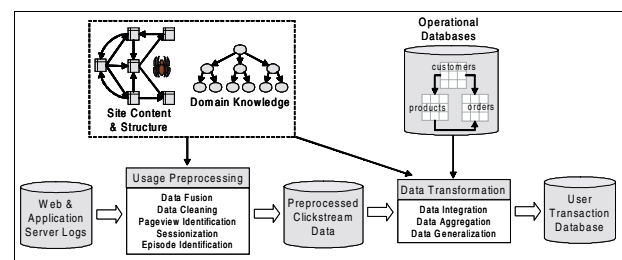 Operational
Databases
customers
products
orders
Site Content
& Structure
Domain Knowledge
Web &
Application
Server Logs
Usage Preprocessing
Data Fusion
Data Cleaning
Pageview Identification
Sessionization
Episode Identification
Preprocessed
Clickstream
Data
Data Transformation
Data Integration
Data Aggregation
Data Generalization
User
Transaction
Database